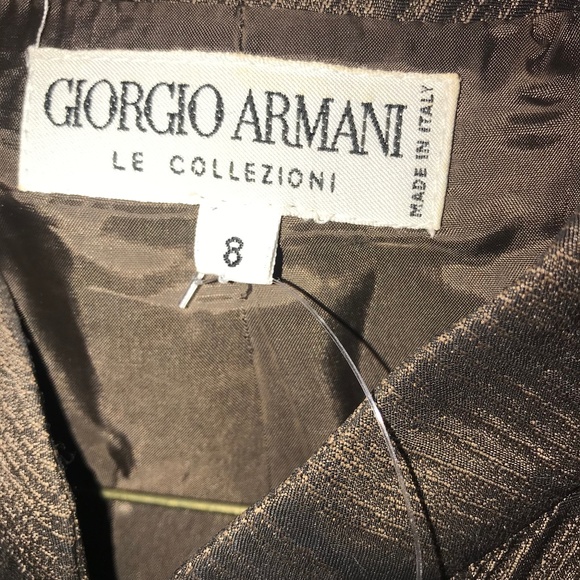 GIORGIO ARMANI
LE COLLEZIONI
MADE IN ITALY
8